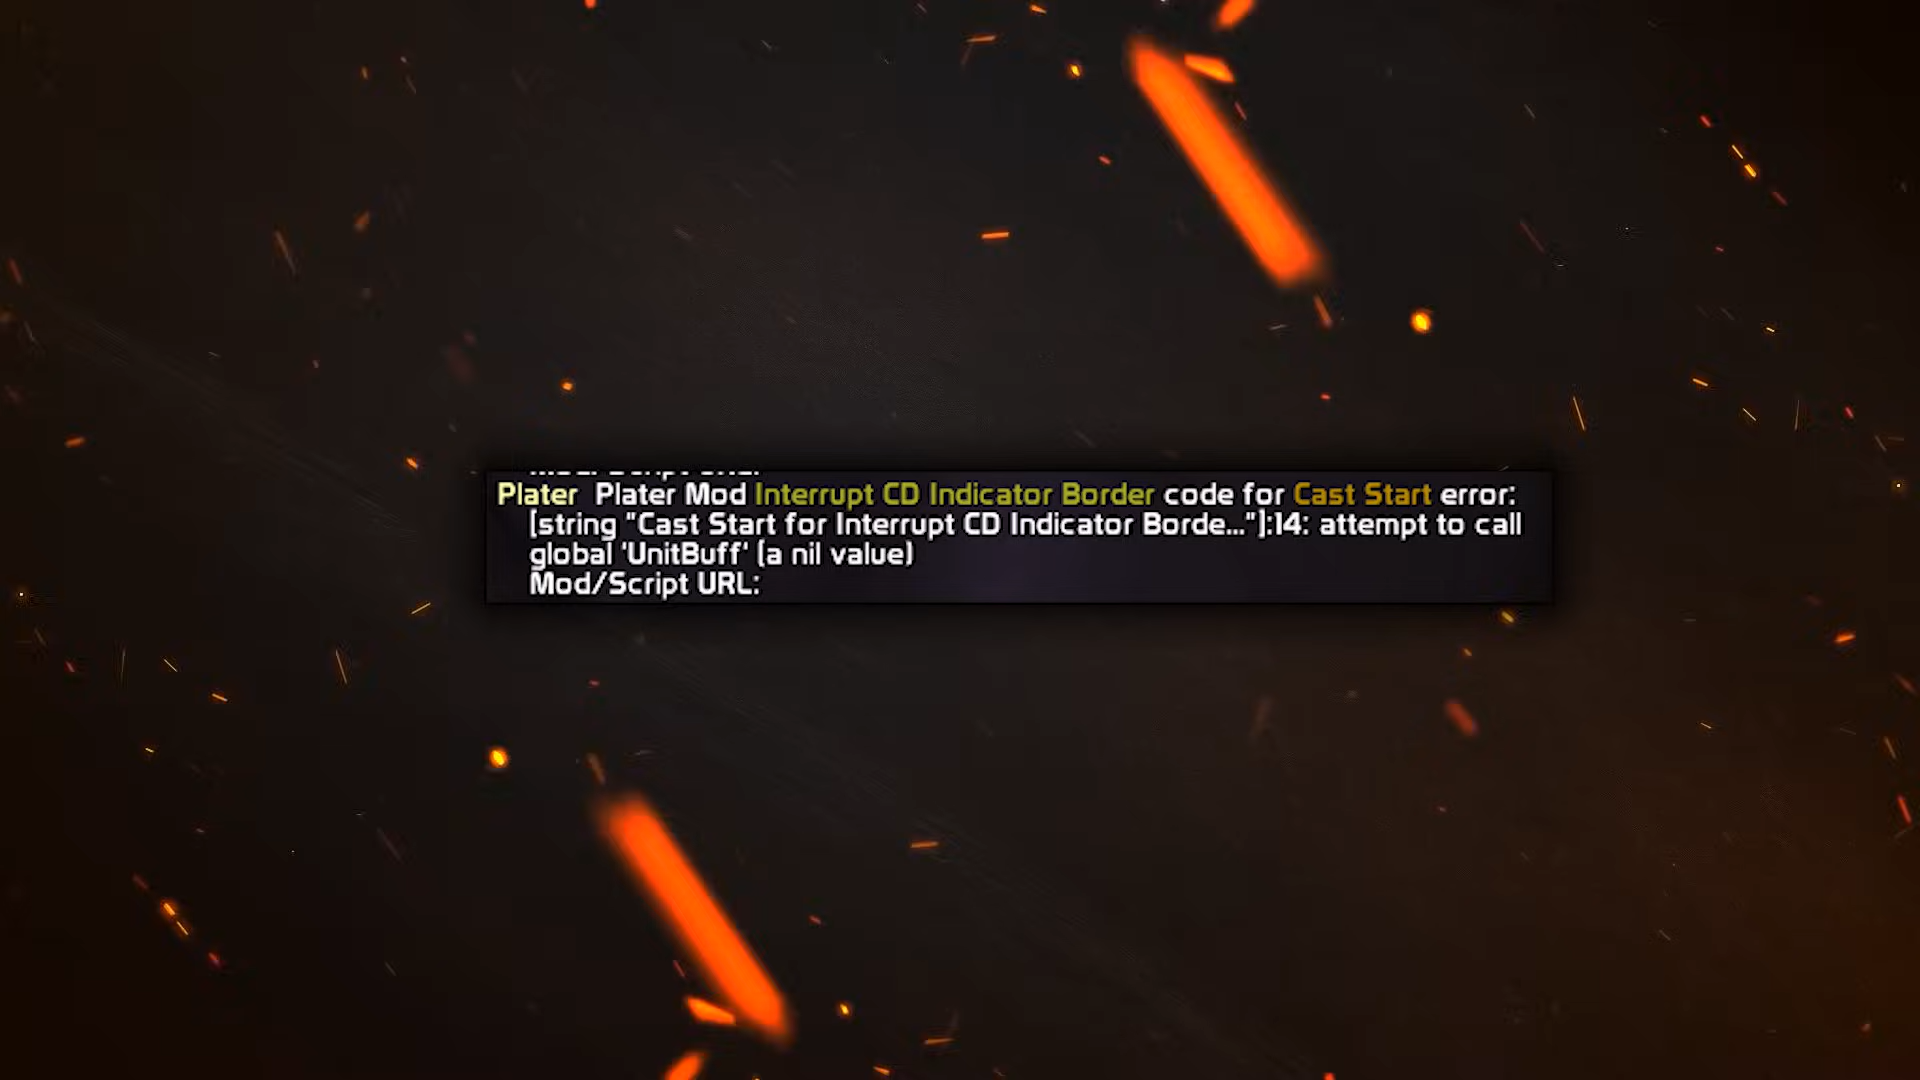 Plater Plater Mod Interrupt CD Indicator Border code for Cast Start error:
[string "Cast Start for Interrupt CD Indicator Borde..."]:14: attempt to call
global 'UnitBuff' (a nil value)
Mod/Script URL: